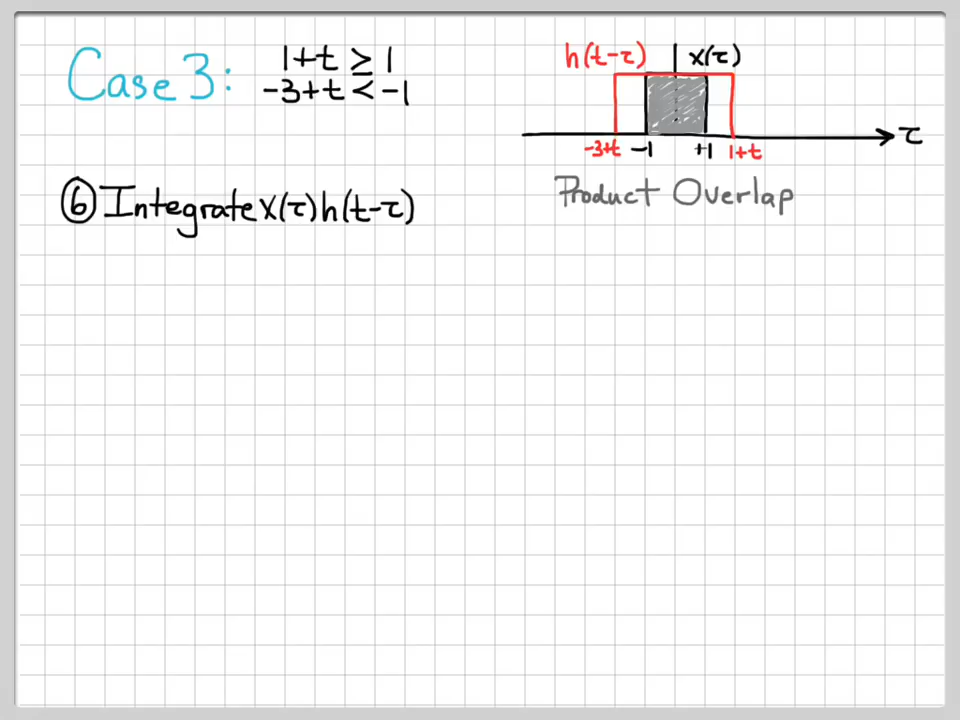 Case 3:
1+t ≥ 1
-3+t < -1
h(t-τ) x(τ)
τ
-3+t -1 +1 1+t
Product Overlap
⑥ Integrate x(τ)h(t-τ)